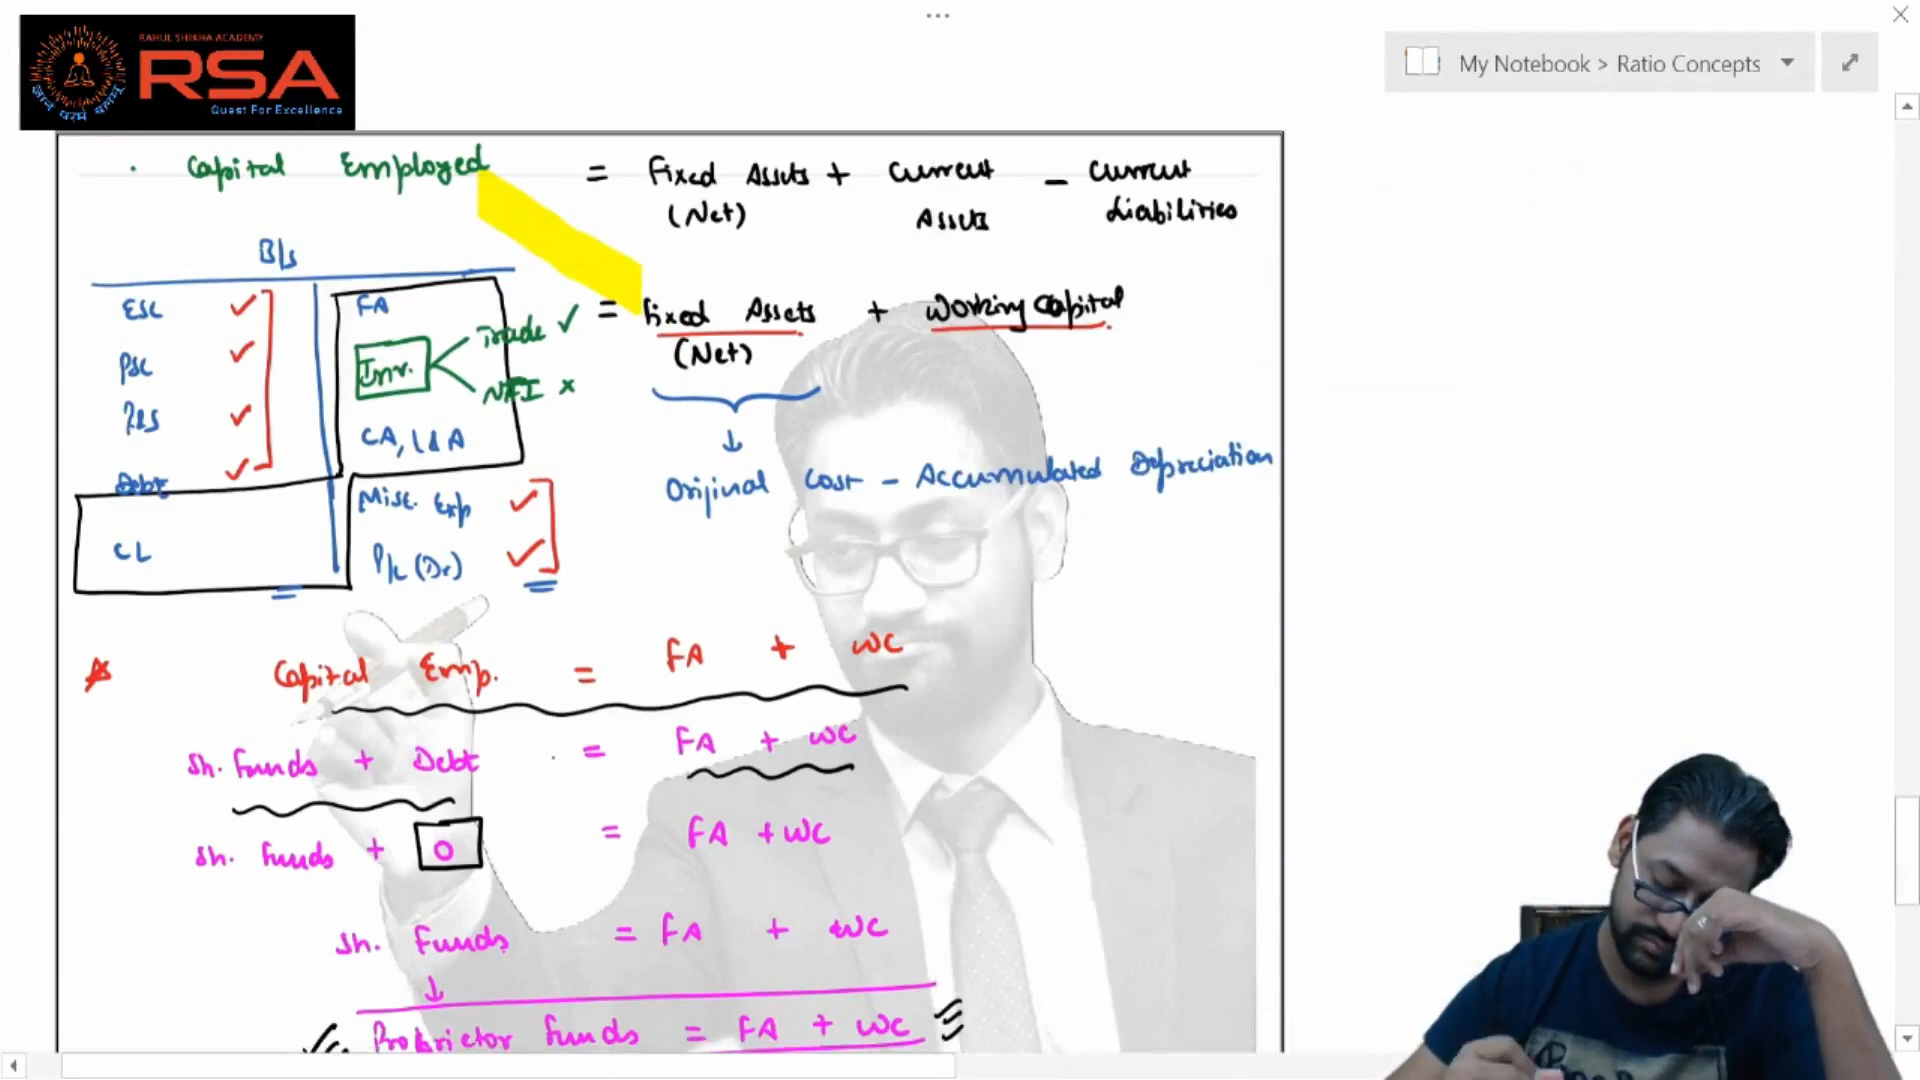 RAHUL SHIKHA ACADEMY
RSA
Quest For Excellence
My Notebook > Ratio Concepts
· Capital Employed = Fixed Assets + Current - Current
(Net) Assets Liabilities
B/s
ESC ✓ FA
PSC ✓ Inv. Trade ✓
NTI ×
R&S ✓ CA, L&A
Debt ✓
CL Misc. Exp ✓
P/L (Dr) ✓
= Fixed Assets + Working Capital
(Net)
↓
Original Cost - Accumulated Depreciation
Capital Emp. = FA + WC
Sh. Funds + Debt = FA + WC
Sh. Funds + 0 = FA + WC
Sh. Funds = FA + WC
↓
Proprietor Funds = FA + WC